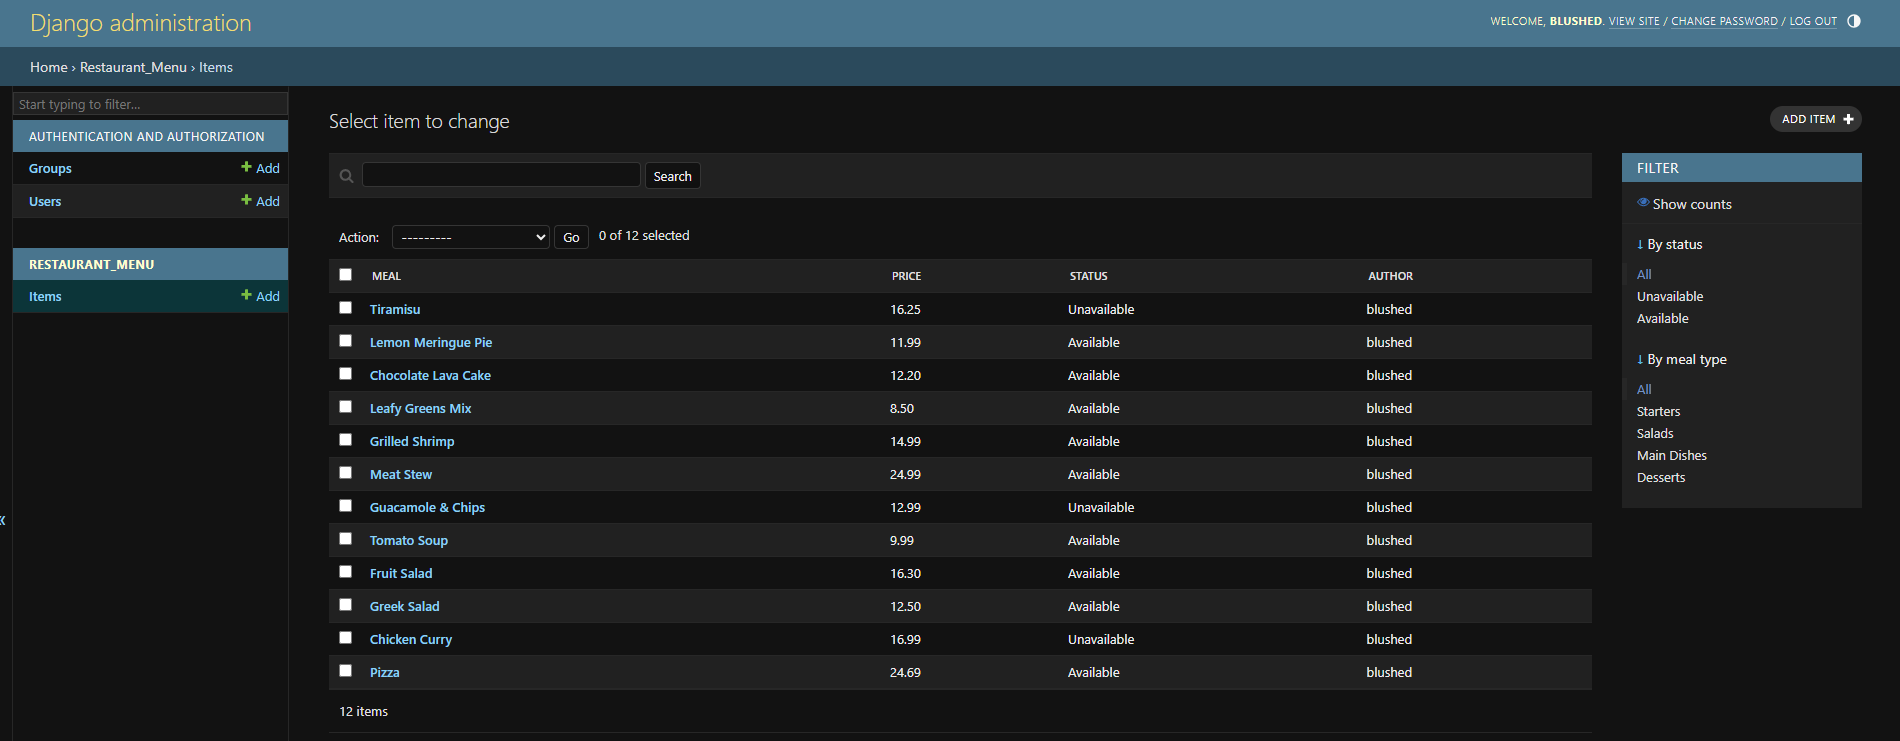 Django administration
WELCOME, BLUSHED. VIEW SITE / CHANGE PASSWORD / LOG OUT
Home › Restaurant_Menu › Items
Start typing to filter...
AUTHENTICATION AND AUTHORIZATION
Groups + Add
Users + Add
RESTAURANT_MENU
Items + Add
«
Select item to change
ADD ITEM +
Search
Action: --------- Go 0 of 12 selected
MEAL PRICE STATUS AUTHOR
Tiramisu 16.25 Unavailable blushed
Lemon Meringue Pie 11.99 Available blushed
Chocolate Lava Cake 12.20 Available blushed
Leafy Greens Mix 8.50 Available blushed
Grilled Shrimp 14.99 Available blushed
Meat Stew 24.99 Available blushed
Guacamole & Chips 12.99 Unavailable blushed
Tomato Soup 9.99 Available blushed
Fruit Salad 16.30 Available blushed
Greek Salad 12.50 Available blushed
Chicken Curry 16.99 Unavailable blushed
Pizza 24.69 Available blushed
12 items
FILTER
Show counts
↓ By status
All
Unavailable
Available
↓ By meal type
All
Starters
Salads
Main Dishes
Desserts